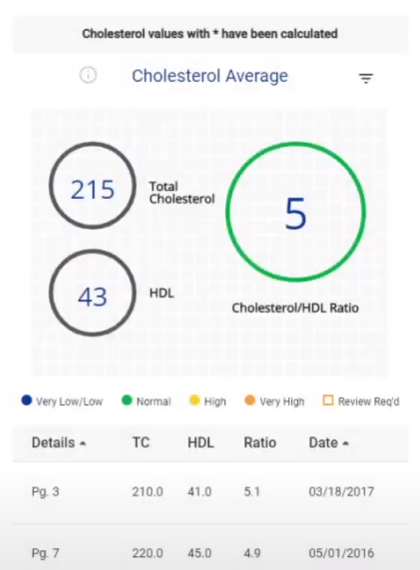 Cholesterol values with * have been calculated
Cholesterol Average
215
Total
Cholesterol
5
43
HDL
Cholesterol/HDL Ratio
Very Low/Low Normal High Very High Review Req'd
Details TC HDL Ratio Date
Pg. 3 210.0 41.0 5.1 03/18/2017
Pg. 7 220.0 45.0 4.9 05/01/2016